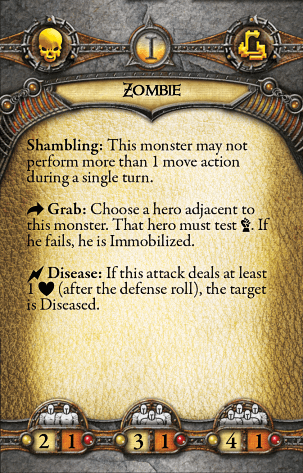 I
ZOMBIE
Shambling: This monster may not
perform more than 1 move action
during a single turn.
Grab: Choose a hero adjacent to
this monster. That hero must test . If
he fails, he is Immobilized.
Disease: If this attack deals at least
1 (after the defense roll), the target
is Diseased.
2 1 3 1 4 1